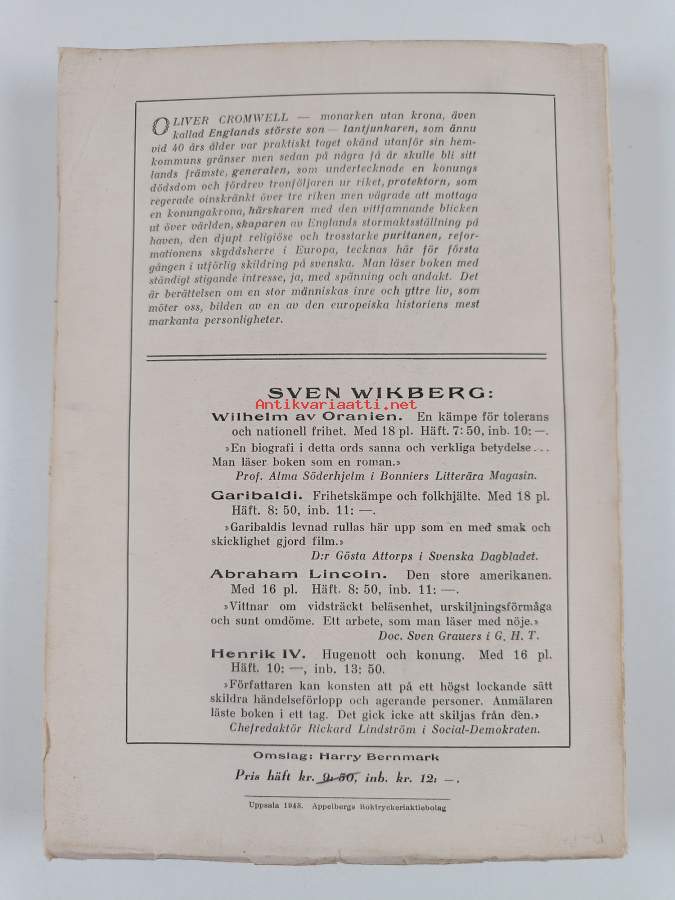 OLIVER CROMWELL — monarken utan krona, även
kallad Englands störste son — lantjunkaren, som ännu
vid 40 års ålder var praktiskt taget okänd utanför sin hem-
kommuns gränser men sedan på några få år skulle bli sitt
lands främste, generalen, som undertecknade en konungs
dödsdom och fördrev tronföljaren ur riket, protektorn, som
regerade oinskränkt över tre riken men vägrade att mottaga
en konungakrona, härskaren med den vittfamnande blicken
ut över världen, skaparen av Englands stormaktsställning på
haven, den djupt religiöse och trosstarke puritanen, refor-
mationens skyddsherre i Europa, tecknas här för första
gången i utförlig skildring på svenska. Man läser boken med
ständigt stigande intresse, ja, med spänning och andakt. Det
är berättelsen om en stor människas inre och yttre liv, som
möter oss, bilden av en av den europeiska historiens mest
markanta personligheter.
SVEN WIKBERG:
Antikvariaatti.net
Wilhelm av Oranien. En kämpe för tolerans
och nationell frihet. Med 18 pl. Häft. 7: 50, inb. 10: —.
»En biografi i detta ords sanna och verkliga betydelse...
Man läser boken som en roman.»
Prof. Alma Söderhjelm i Bonniers Litterära Magasin.
Garibaldi. Frihetskämpe och folkhjälte. Med 18 pl.
Häft. 8: 50, inb. 11: —.
»Garibaldis levnad rullas här upp som en med smak och
skicklighet gjord film.»
D:r Gösta Attorps i Svenska Dagbladet.
Abraham Lincoln. Den store amerikanen.
Med 16 pl. Häft. 8: 50, inb. 11: —.
»Vittnar om vidsträckt beläsenhet, urskiljningsförmåga
och sunt omdöme. Ett arbete, som man läser med nöje.»
Doc. Sven Grauers i G. H. T.
Henrik IV. Hugenott och konung. Med 16 pl.
Häft. 10: —, inb. 13: 50.
»Författaren kan konsten att på ett högst lockande sätt
skildra händelseförlopp och agerande personer. Anmälaren
läste boken i ett tag. Det gick icke att skiljas från den.»
Chefredaktör Rickard Lindström i Social-Demokraten.
Omslag: Harry Bernmark
Pris häft kr. 9: 50, inb. kr. 12: —.
Uppsala 1943. Appelbergs Boktryckeriaktiebolag